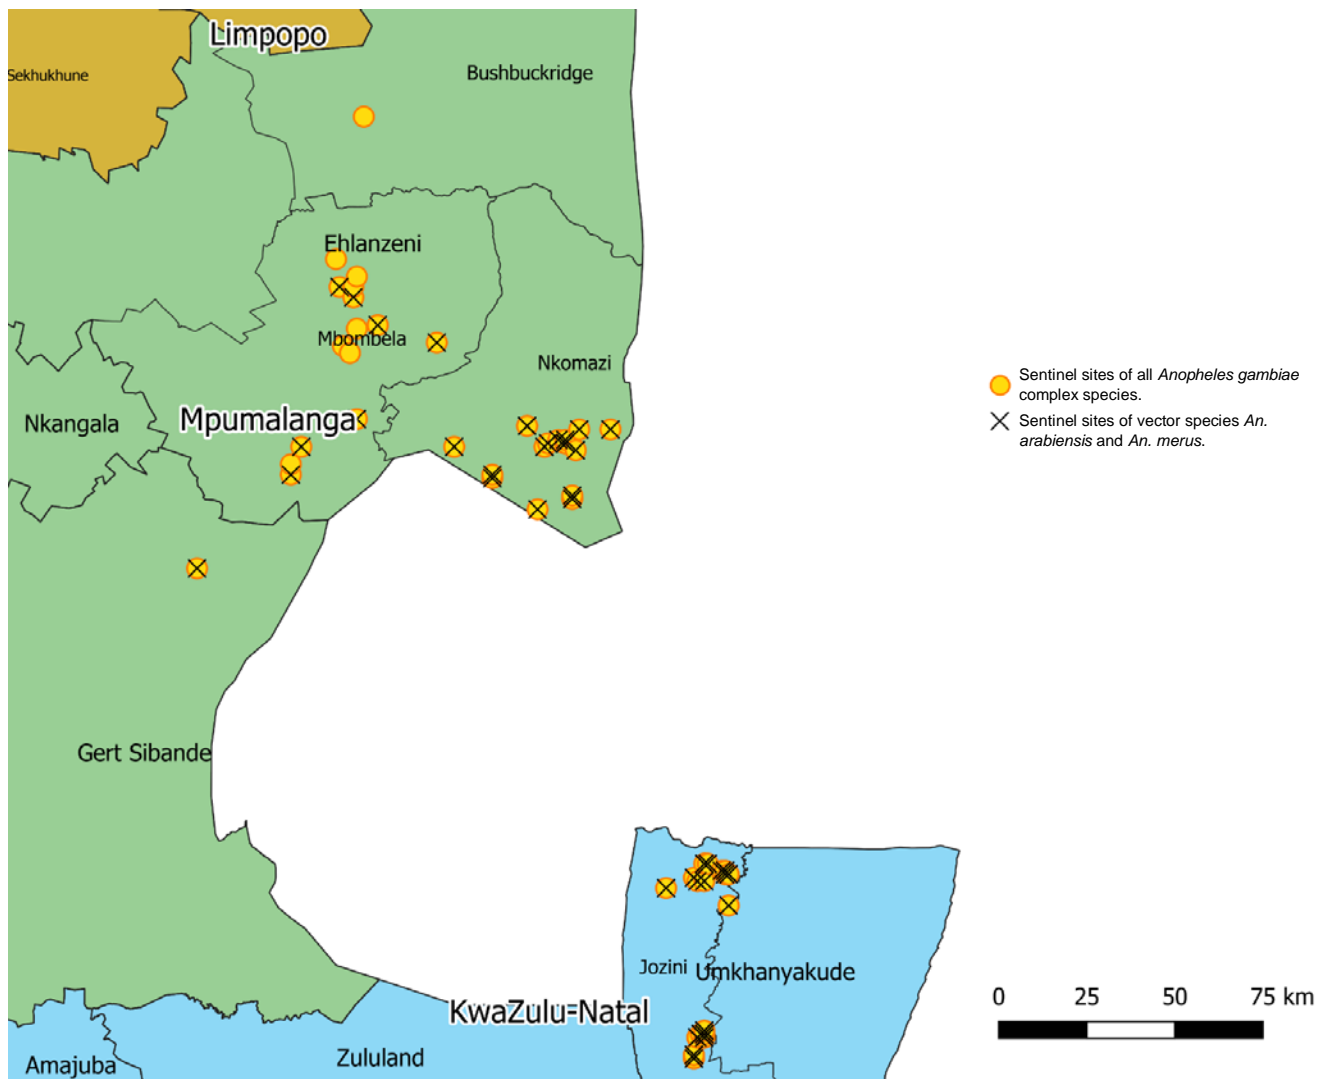 Limpopo
Sekhukhune
Bushbuckridge
Ehlanzeni
Mbombela
Nkomazi
Nkangala
Mpumalanga
Sentinel sites of all Anopheles gambiae
complex species.
Sentinel sites of vector species An.
arabiensis and An. merus.
Gert Sibande
Jozini
Umkhanyakude
KwaZulu-Natal
0 25 50 75 km
Amajuba
Zululand